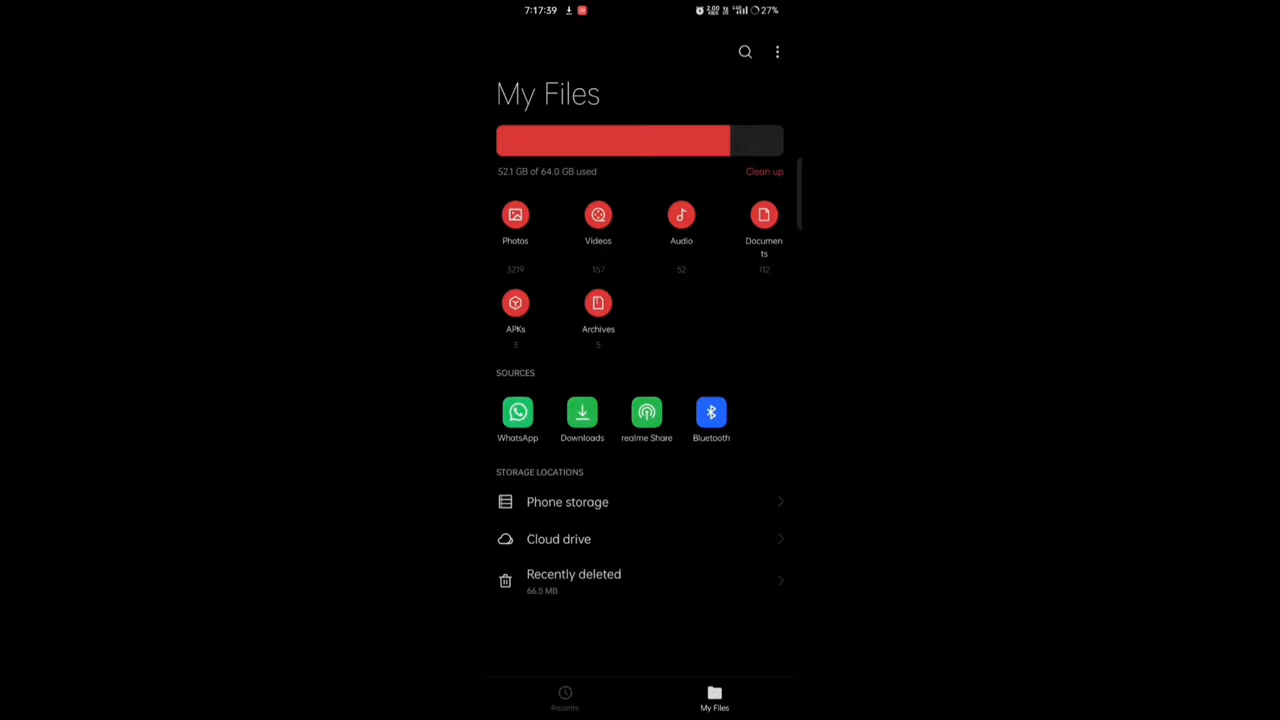 7:17:39 27%
My Files
52.1 GB of 64.0 GB used Clean up
Photos Videos Audio Documen
ts
3219 157 52 112
APKs Archives
3 5
SOURCES
WhatsApp Downloads realme Share Bluetooth
STORAGE LOCATIONS
Phone storage
Cloud drive
Recently deleted
66.5 MB
Recents My Files